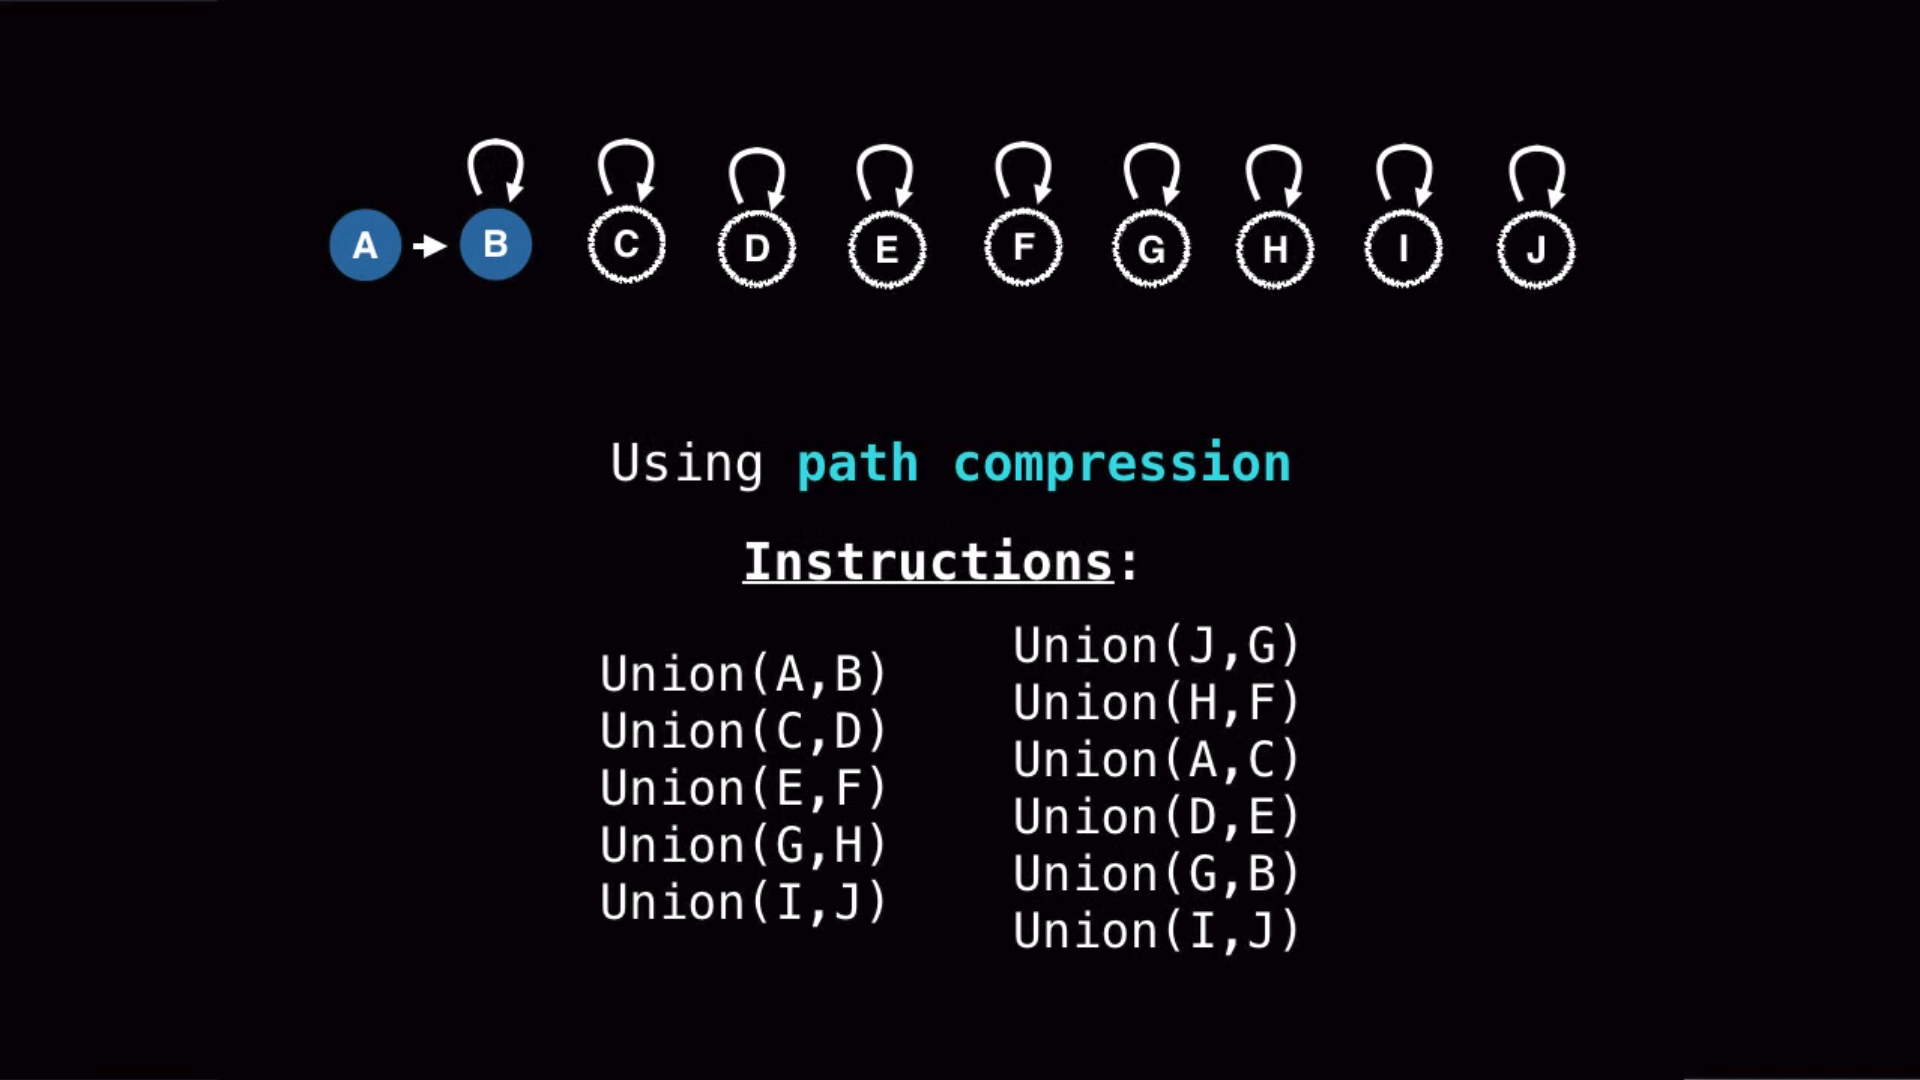 A B C D E F G H I J
Using path compression
Instructions:
Union(A,B)
Union(C,D)
Union(E,F)
Union(G,H)
Union(I,J)
Union(J,G)
Union(H,F)
Union(A,C)
Union(D,E)
Union(G,B)
Union(I,J)